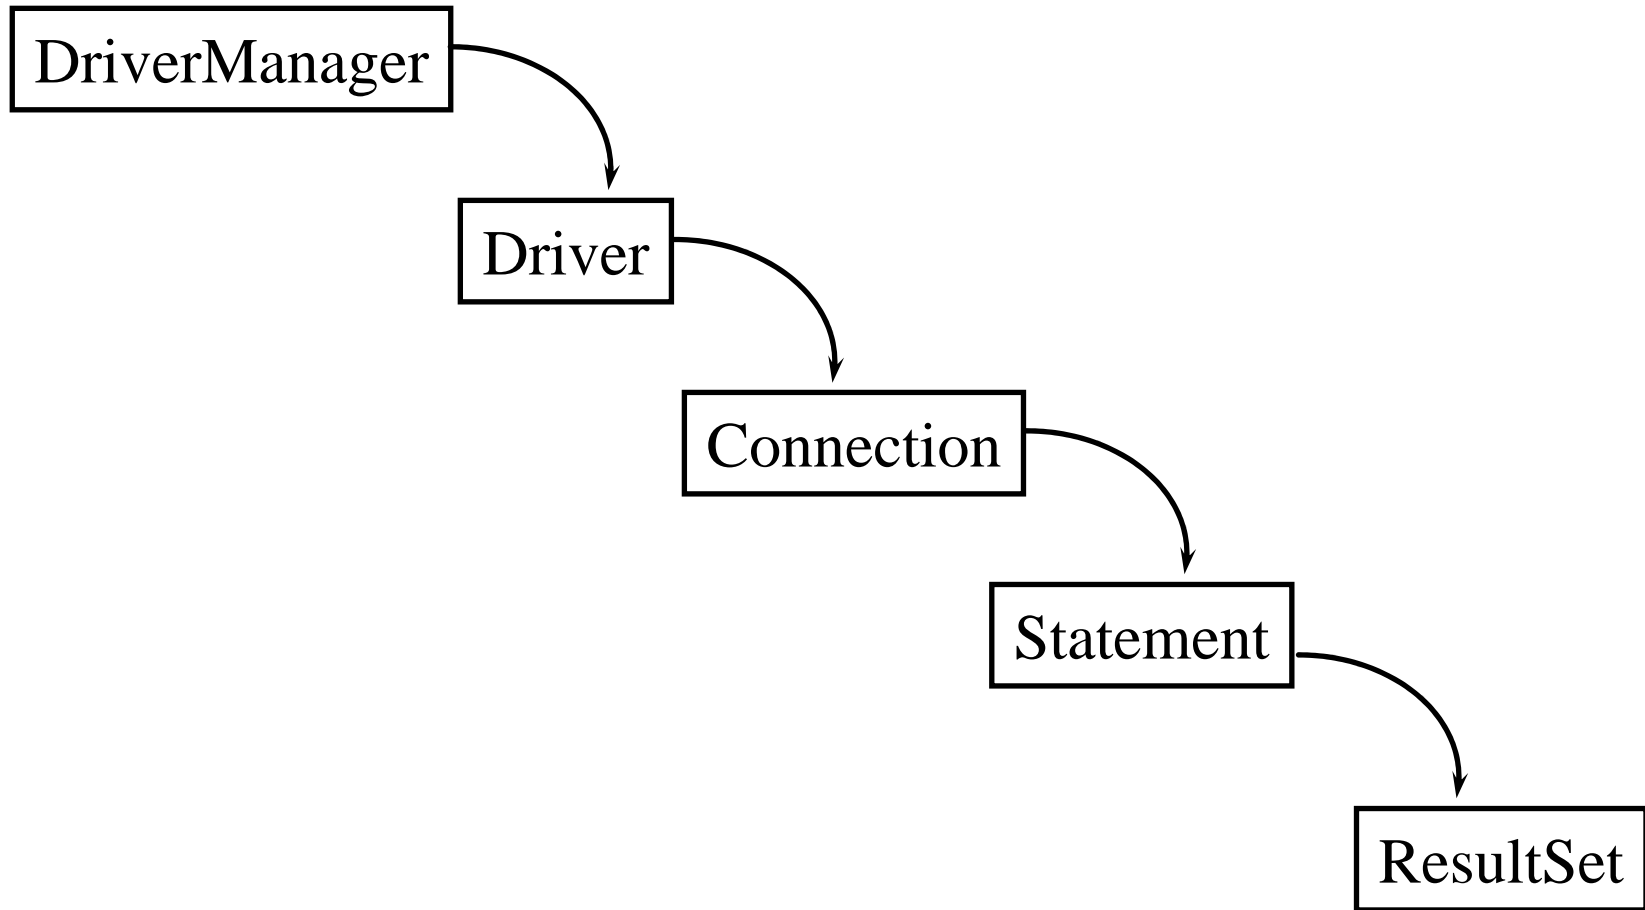 DriverManager
Driver
Connection
Statement
ResultSet